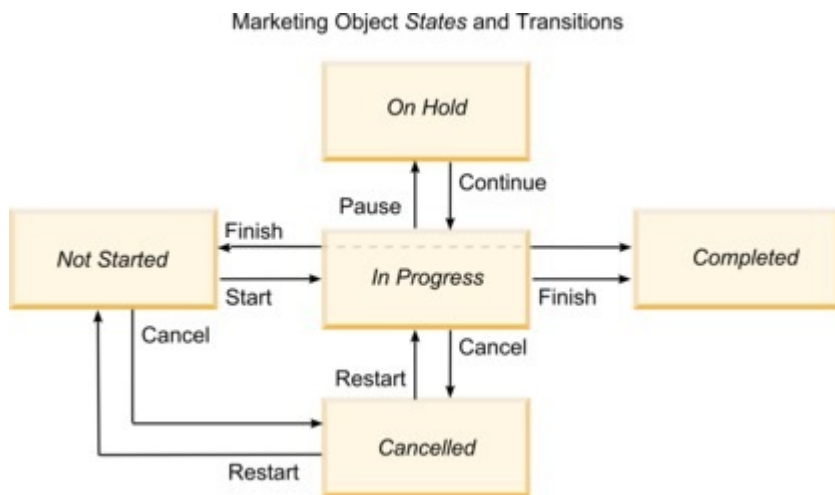 Marketing Object States and Transitions
On Hold
Pause
Continue
Not Started
Finish
Start
In Progress
Finish
Completed
Cancel
Restart
Cancel
Cancelled
Restart